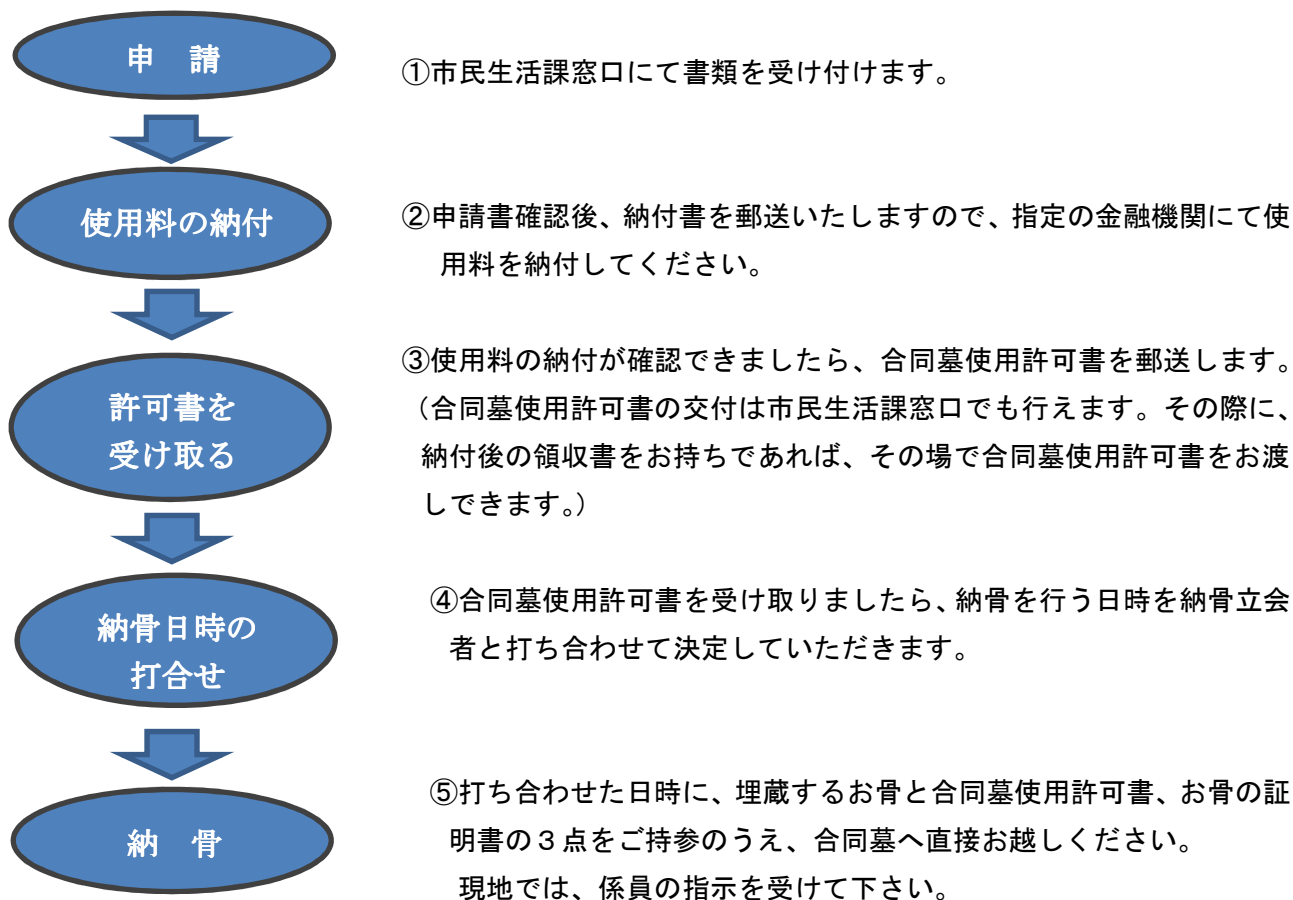 申　請
①市民生活課窓口にて書類を受け付けます。
使用料の納付
②申請書確認後、納付書を郵送いたしますので、指定の金融機関にて使
用料を納付してください。
許可書を
受け取る
③使用料の納付が確認できましたら、合同墓使用許可書を郵送します。
（合同墓使用許可書の交付は市民生活課窓口でも行えます。その際に、
納付後の領収書をお持ちであれば、その場で合同墓使用許可書をお渡
しできます。）
納骨日時の
打合せ
④合同墓使用許可書を受け取りましたら、納骨を行う日時を納骨立会
者と打ち合わせて決定していただきます。
納　骨
⑤打ち合わせた日時に、埋蔵するお骨と合同墓使用許可書、お骨の証
明書の３点をご持参のうえ、合同墓へ直接お越しください。
現地では、係員の指示を受けて下さい。